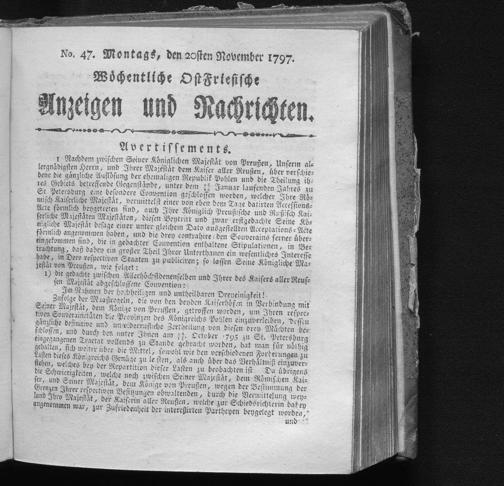 No. 47. Montags, den 20sten November 1797.
Wöchentliche OstFriesische
Anzeigen und Nachrichten.
Avertissements.
1 Nachdem zwischen Seiner Königlichen Majestät von Preußen, Unserm al-
lergnädigsten Herrn, und Ihrer Majestät dem Kaiser aller Reußen, über verschie-
dene die gänzliche Auflösung der ehemaligen Republik Pohlen und die Theilung ih-
res Gebiets betreffende Gegenstände, unter dem Januar laufenden Jahres zu
St Petersburg eine besondere Convention geschlossen worden, welcher Ihre Rö-
misch Kaiserliche Majestät, vermittelst einer von eben dem Tage datirten Accessions-
Acte förmlich beygetreten sind, auch Ihre Königlich Preußische und Russisch Kai-
serliche Majestäten Majestäten, diesen Beytritt und zwar erstgedachte Seine Kö-
nigliche Majestät besage einer unter gleichem Dato ausgestellten Acceptations-Acte
förmlich angenommen haben, und die drey contrahirenden Souverains ferner über-
eingekommen sind, die in gedachter Convention enthaltene Stipulationen, in Be-
trachtung, daß dabey ein großer Theil Ihrer Unterthanen ein wesentliches Interesse
habe, in Dero respectiven Staaten zu publiciren; so lassen Seine Königliche Ma-
jestät von Preußen, wie folget:
1) die gedachte zwischen Allerhöchstdenenselben und Ihrer des Kaisers aller Reus-
sen Majestät abgeschlossene Convention:
Im Nahmen der hochheiligen und untheilbaren Dreyeinigkeit!
Zufolge der Maasregeln, die von den beyden Kaiserhöfen in Verbindung mit
Seiner Majestät, dem Könige von Preußen, getroffen worden, um Ihren respec-
tiven Souverainitäten die Provinzen des Königreichs Pohlen einzuverleiben, dessen
gänzliche definitive und unwiderrufliche Zertheilung von diesen drey Mächten be-
schlossen, und durch den unter Ihnen am October 1795 zu St. Petersburg
eingegangenen Tractat vollends zu Stande gebracht worden, hat man für nöthig
gehalten, sich weiter über die Mittel, sowohl wie den verschiedenen Forderungen zu
Lasten dieses Königreichs Genüge zu leisten, als auch über das Verhältniß einzuver-
stehen, welches bey der Repartition dieser Lasten zu beobachten ist. Da übrigens
die Schwierigkeiten, welche noch zwischen Seiner Majestät, dem Römischen Kai-
ser, und Seiner Majestät, dem Könige von Preußen, wegen der Bestimmung der
Grenzen Ihrer respectiven Besitzungen obwalteten, durch die Vermittelung wey-
land Ihro Majestät, der Kaiserin aller Reußen, welche zur Schiedsrichterin dabey
angenommen war, zur Zufriedenheit der interessirten Partheyen beygelegt worden,
und